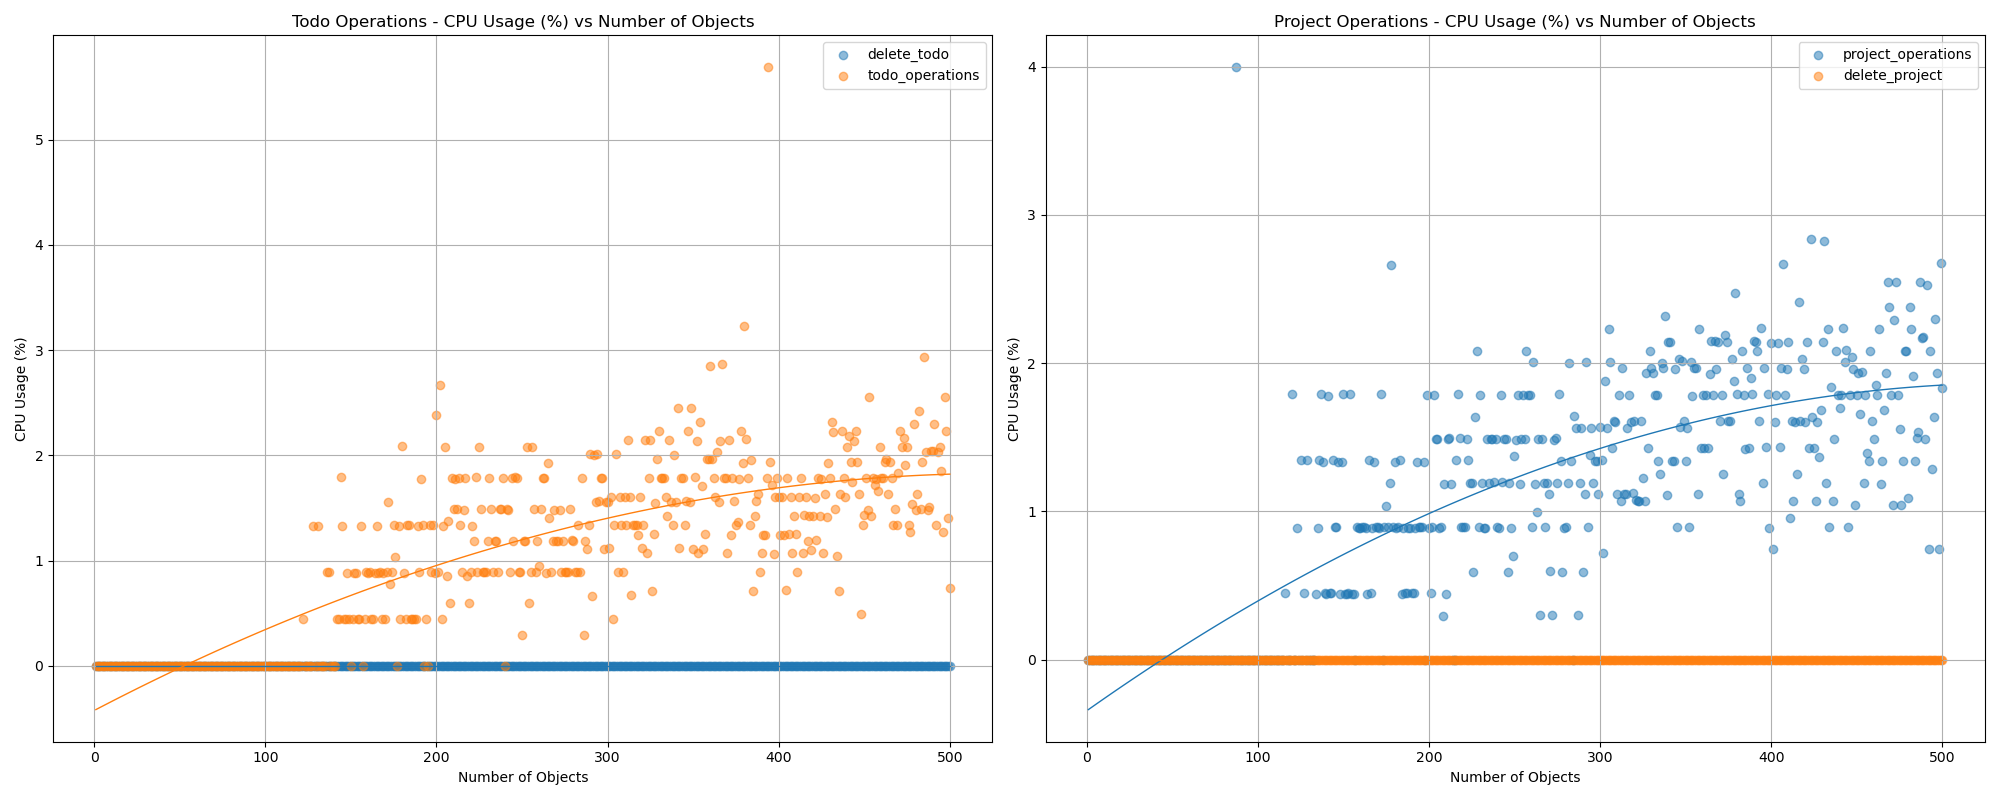 Todo Operations - CPU Usage (%) vs Number of Objects
delete_todo
todo_operations
CPU Usage (%)
5
4
3
2
1
0
0 100 200 300 400 500
Number of Objects
Project Operations - CPU Usage (%) vs Number of Objects
project_operations
delete_project
CPU Usage (%)
4
3
2
1
0
0 100 200 300 400 500
Number of Objects